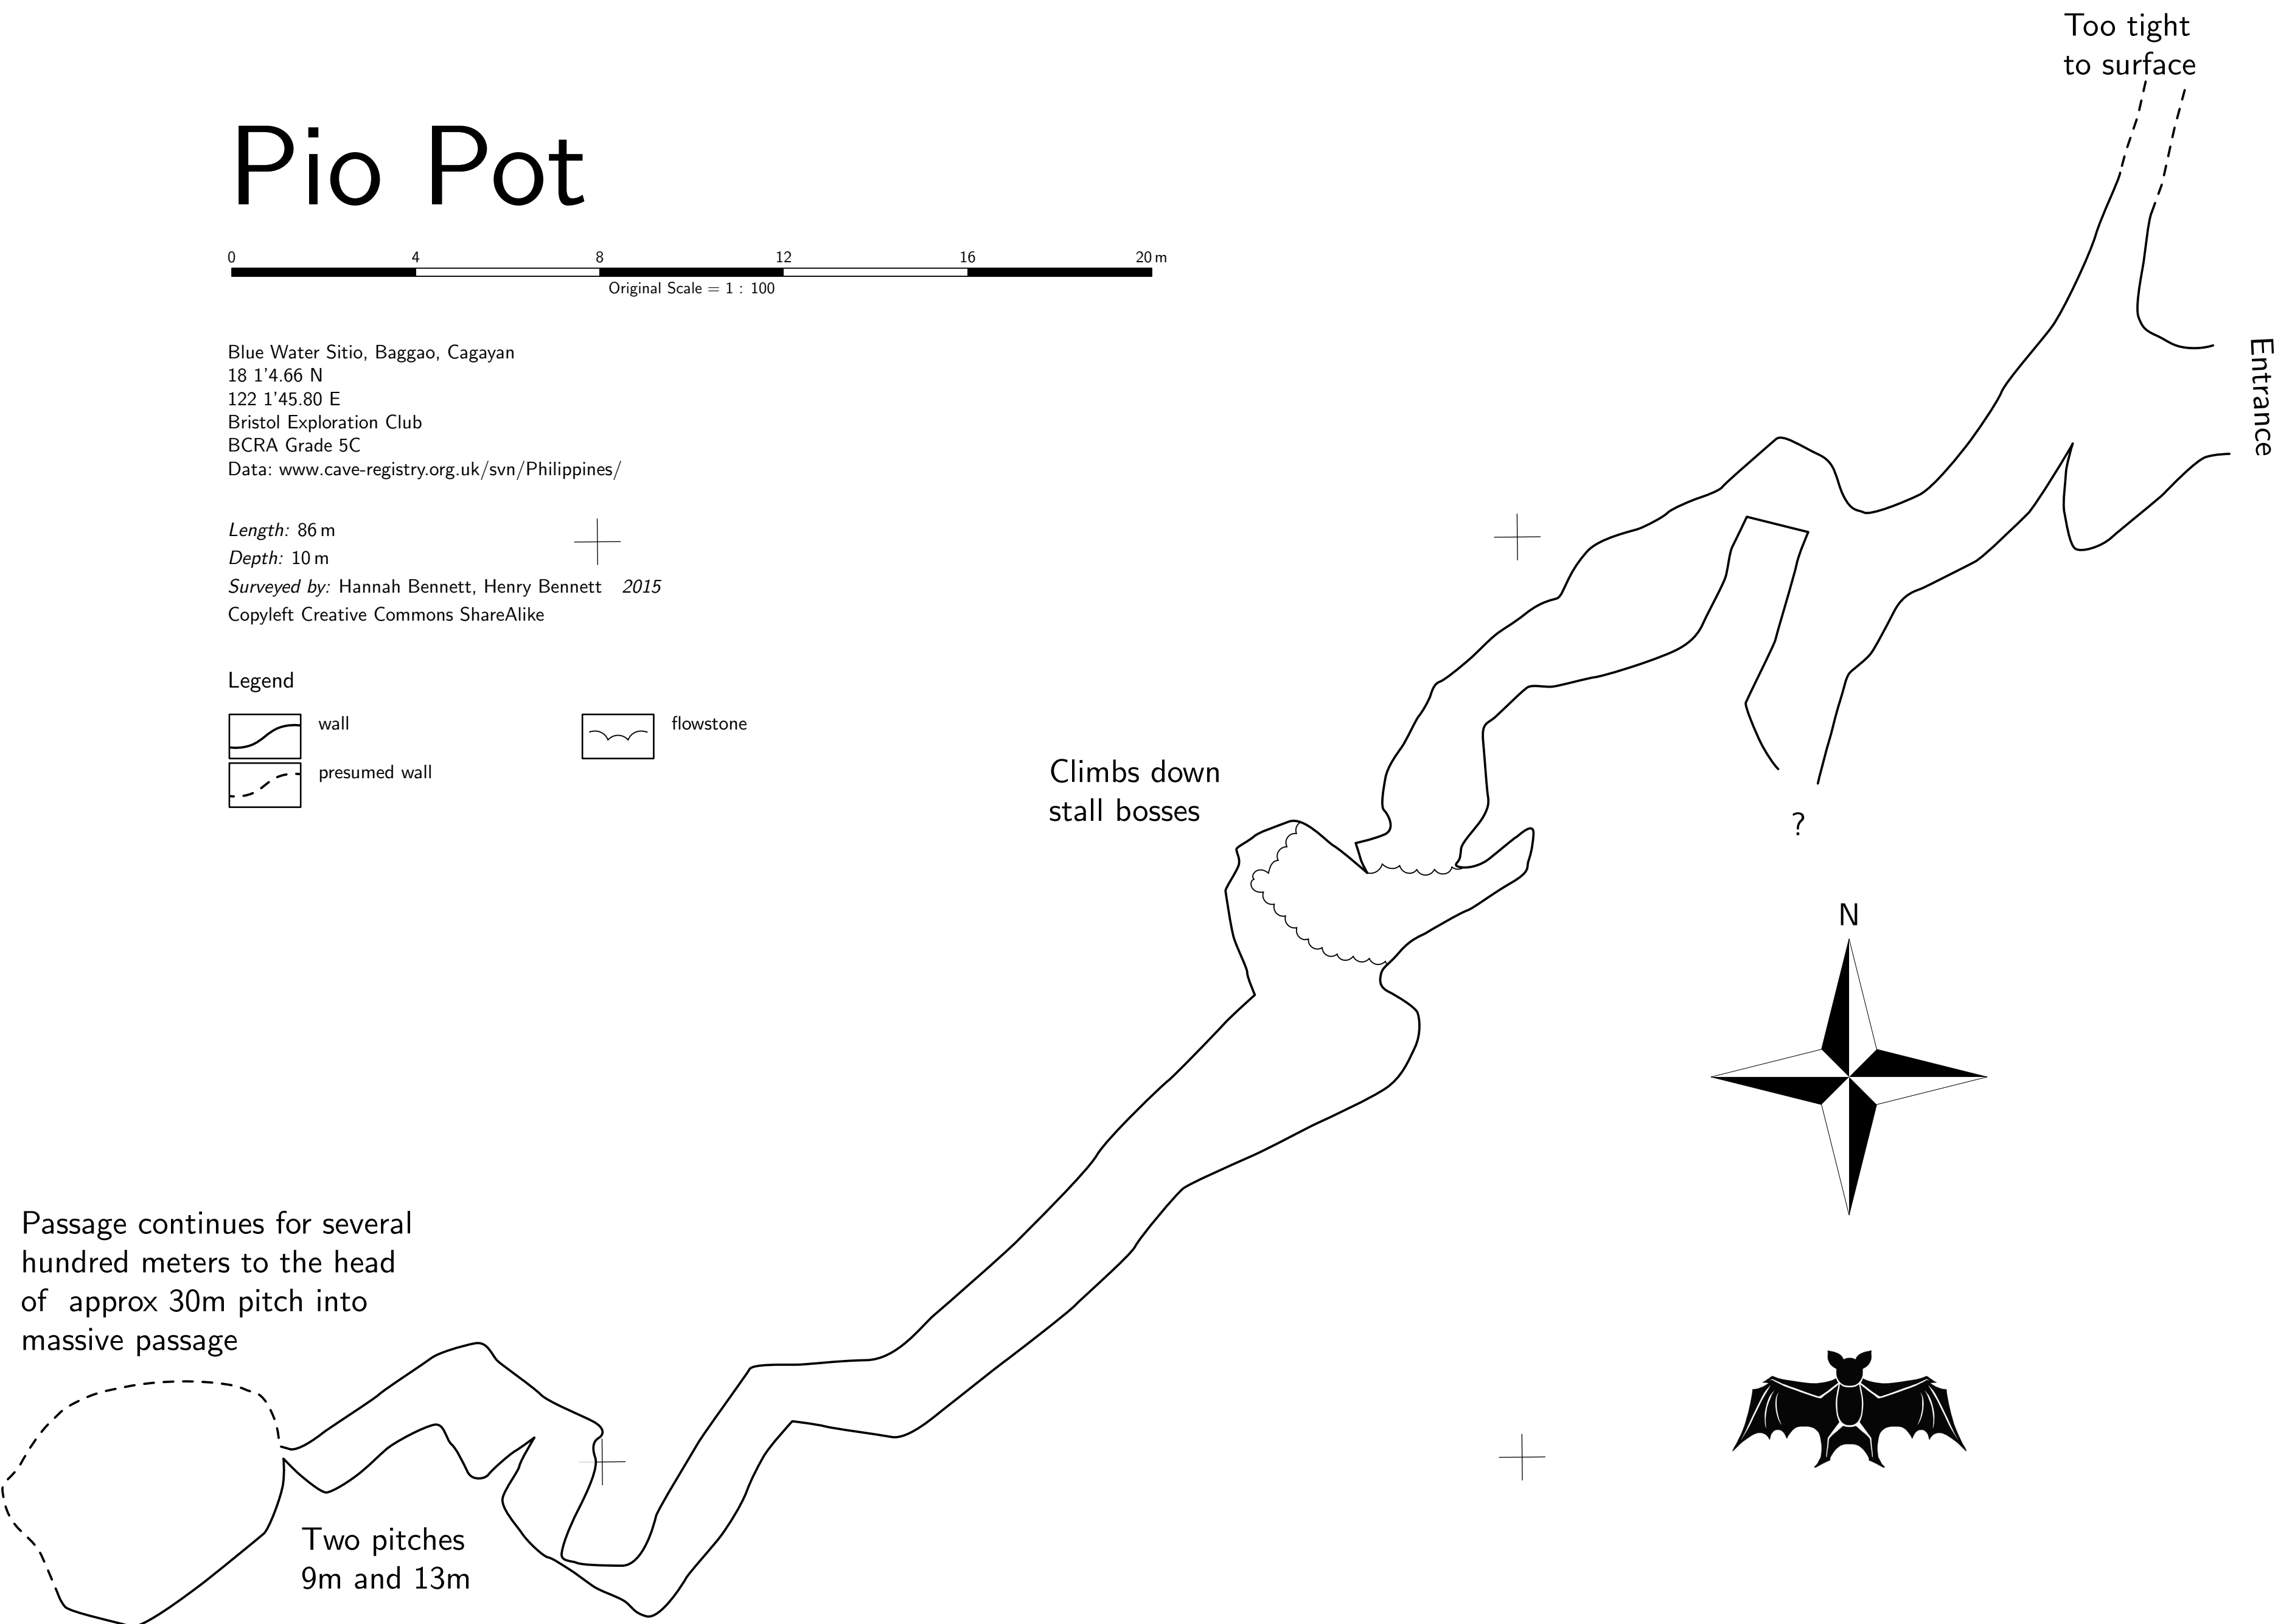 Too tight
to surface
Pio Pot
0 4 8 12 16 20 m
Original Scale = 1 : 100
Blue Water Sitio, Baggao, Cagayan
18 1'4.66 N
122 1'45.80 E
Bristol Exploration Club
BCRA Grade 5C
Data: www.cave-registry.org.uk/svn/Philippines/
Entrance
Length: 86 m
Depth: 10 m
Surveyed by: Hannah Bennett, Henry Bennett 2015
Copyleft Creative Commons ShareAlike
Legend
wall
flowstone
presumed wall
Climbs down
stall bosses
?
N
Passage continues for several
hundred meters to the head
of approx 30m pitch into
massive passage
Two pitches
9m and 13m